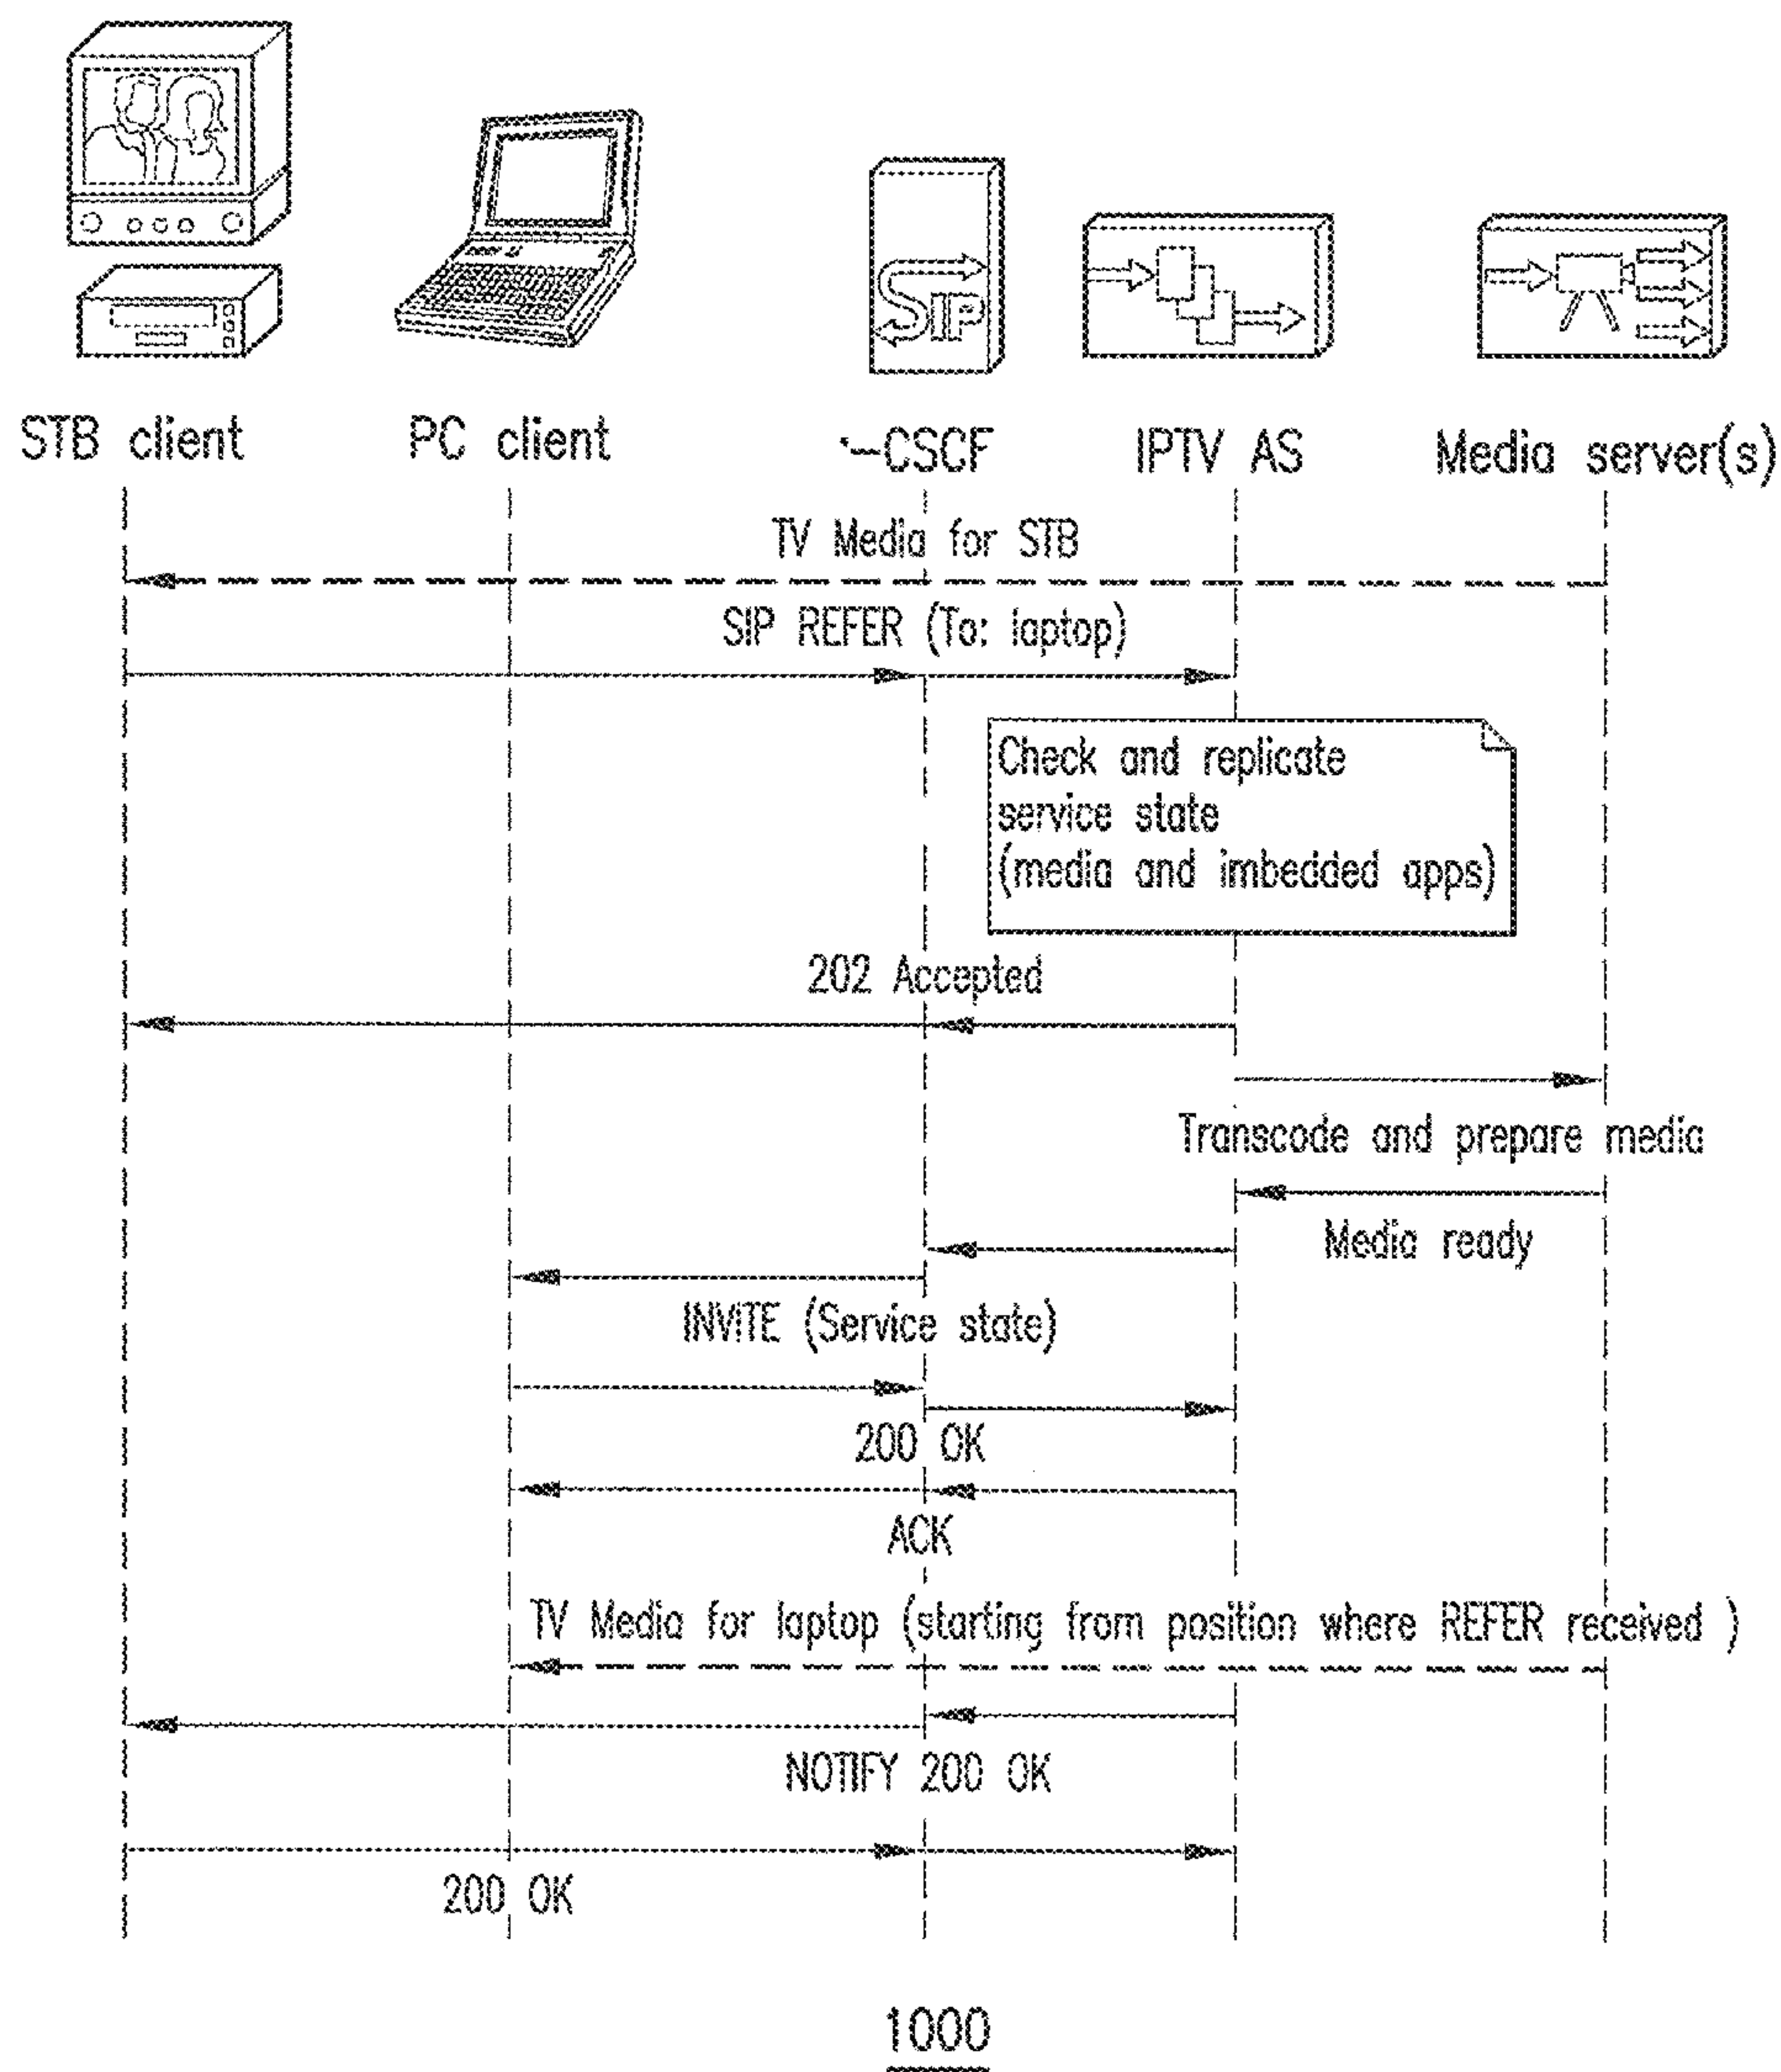 SIP
STB client
PC client
·-CSCF
IPTV AS
Media server(s)
TV Media for STB
SIP REFER (To: laptop)
Check and replicate
service state
(media and imbedded apps)
202 Accepted
Transcode and prepare media
Media ready
INVITE (Service state)
200 OK
ACK
TV Media for laptop (starting from position where REFER received )
NOTIFY 200 OK
200 OK
1000